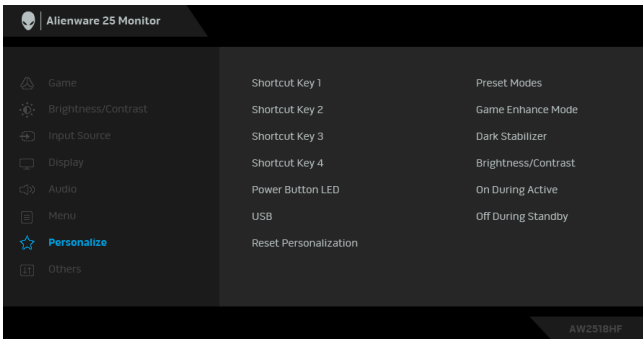 Alienware 25 Monitor
Game
Brightness/Contrast
Input Source
Display
Audio
Menu
Personalize
Others
Shortcut Key 1 Preset Modes
Shortcut Key 2 Game Enhance Mode
Shortcut Key 3 Dark Stabilizer
Shortcut Key 4 Brightness/Contrast
Power Button LED On During Active
USB Off During Standby
Reset Personalization
AW2518HF